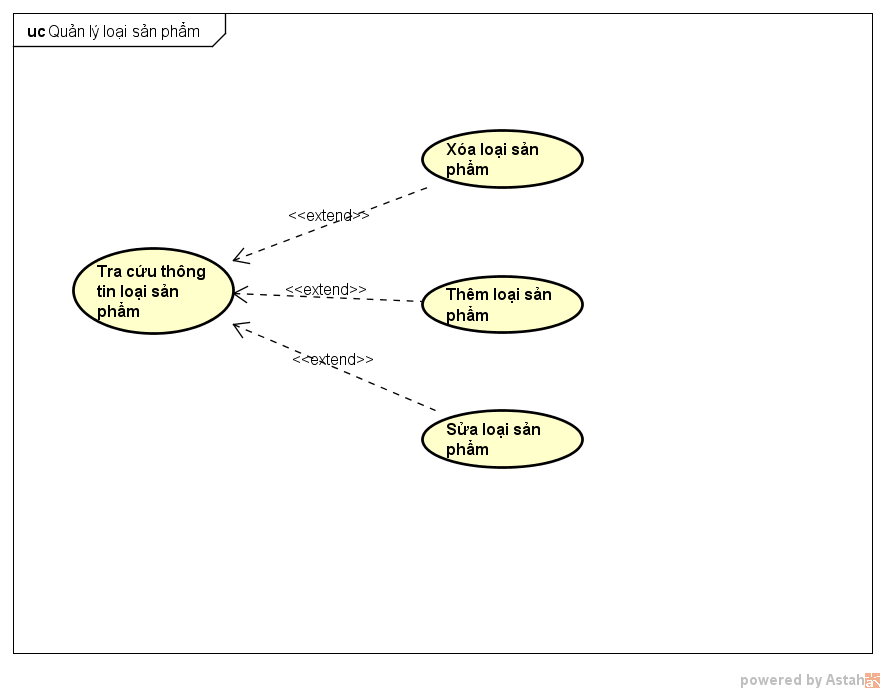 uc Quản lý loại sản phẩm
Xóa loại sản
phẩm
<<extend>>
Tra cứu thông
tin loại sản
phẩm
<<extend>>
Thêm loại sản
phẩm
<<extend>>
Sửa loại sản
phẩm
powered by Astah